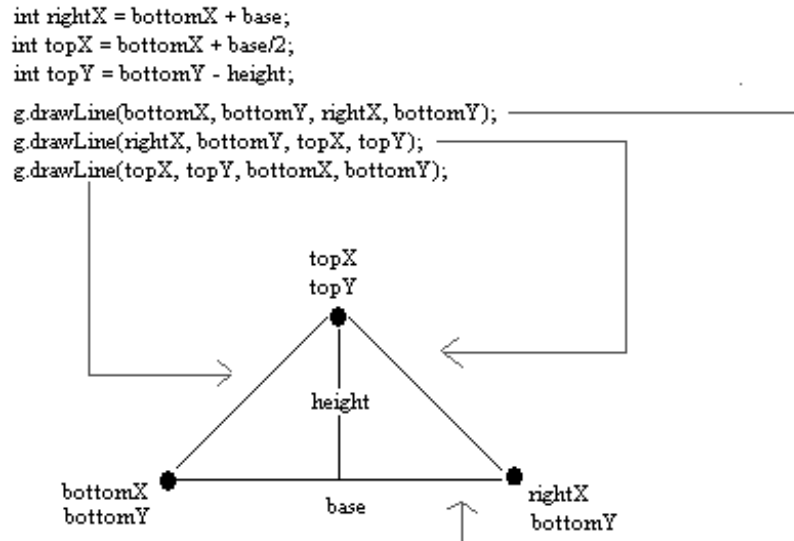 int rightX = bottomX + base;
int topX = bottomX + base/2;
int topY = bottomY - height;
g.drawLine(bottomX, bottomY, rightX, bottomY);
g.drawLine(rightX, bottomY, topX, topY);
g.drawLine(topX, topY, bottomX, bottomY);
topX
topY
height
bottomX
bottomY
base
rightX
bottomY